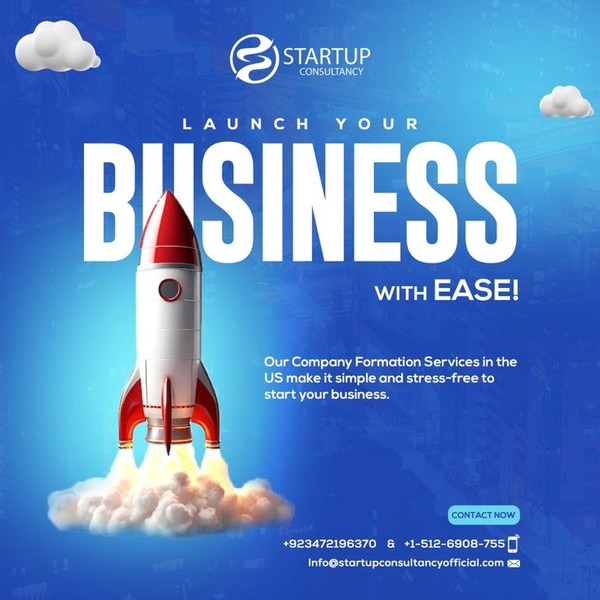 STARTUP
CONSULTANCY
LAUNCH YOUR
BUSINESS
WITH EASE!
Our Company Formation Services in the
US make it simple and stress-free to
start your business.
CONTACT NOW
+923472196370 & +1-512-6908-755
Info@startupconsultancyofficial.com